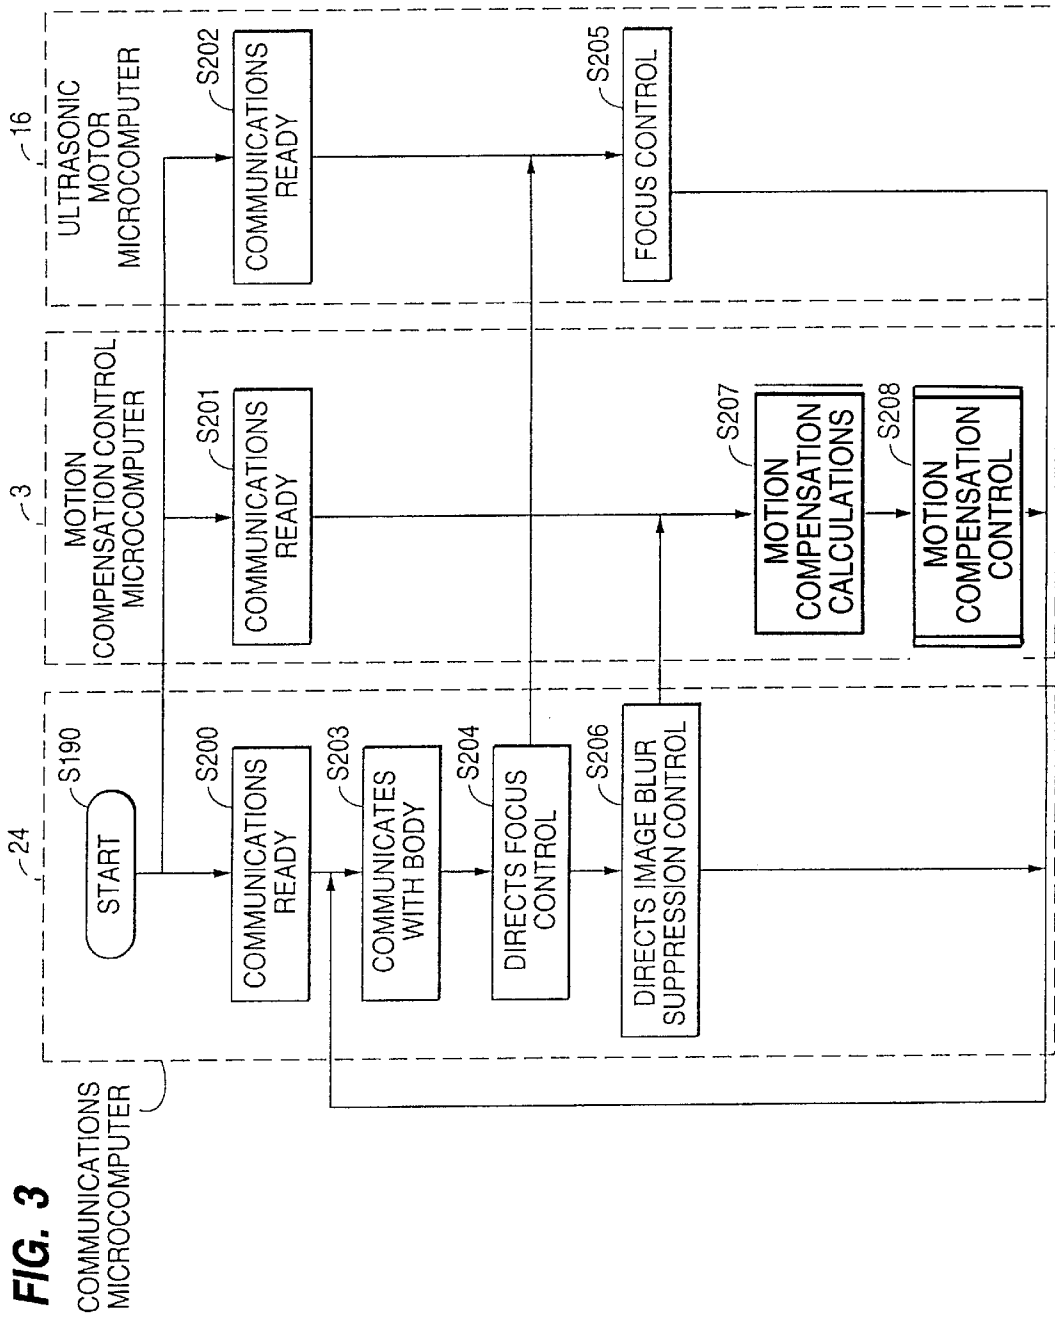 FIG. 3
COMMUNICATIONS
MICROCOMPUTER
24
START
S190
COMMUNICATIONS
READY
S200
COMMUNICATES
WITH BODY
S203
DIRECTS FOCUS
CONTROL
S204
DIRECTS IMAGE BLUR
SUPPRESSION CONTROL
S206
3
MOTION
COMPENSATION CONTROL
MICROCOMPUTER
COMMUNICATIONS
READY
S201
MOTION
COMPENSATION
CALCULATIONS
S207
MOTION
COMPENSATION
CONTROL
S208
16
ULTRASONIC
MOTOR
MICROCOMPUTER
COMMUNICATIONS
READY
S202
FOCUS CONTROL
S205